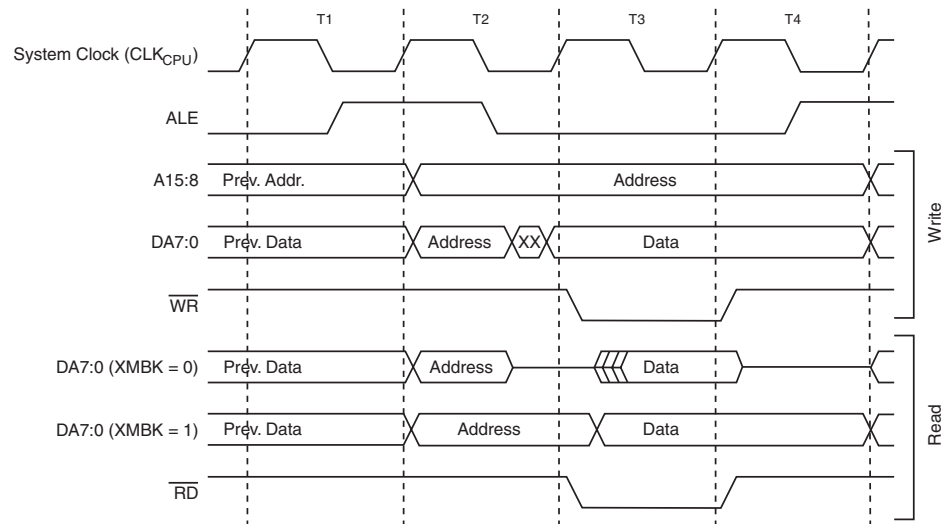 T1 T2 T3 T4
System Clock (CLKCPU)
ALE
A15:8 Prev. Addr. Address
DA7:0 Prev. Data Address XX Data
WR
DA7:0 (XMBK = 0) Prev. Data Address Data
DA7:0 (XMBK = 1) Prev. Data Address Data
RD
Write
Read